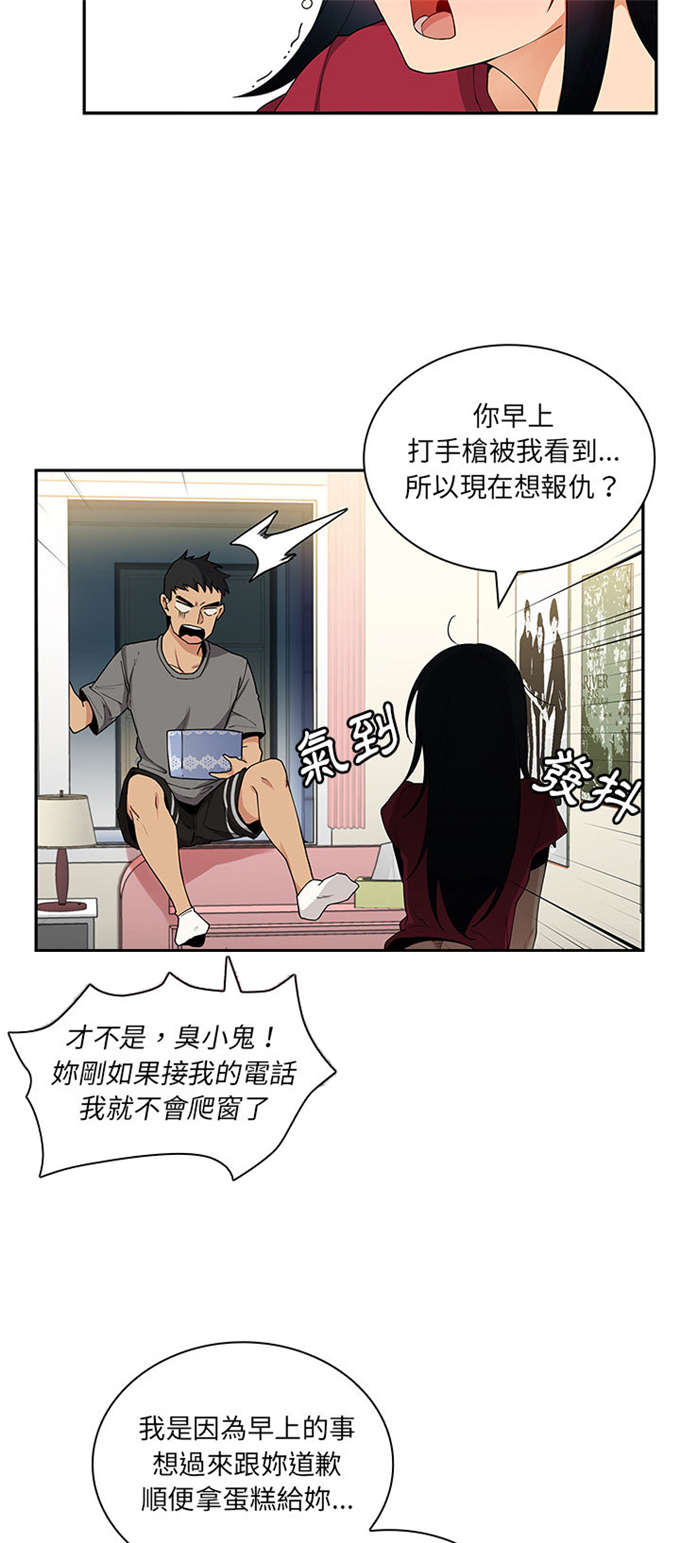 你早上
打手槍被我看到...
所以現在想報仇？
氣到
發抖
RIVER
才不是，臭小鬼！
妳剛如果接我的電話
我就不會爬窗了
我是因為早上的事
想過來跟妳道歉
順便拿蛋糕給妳...